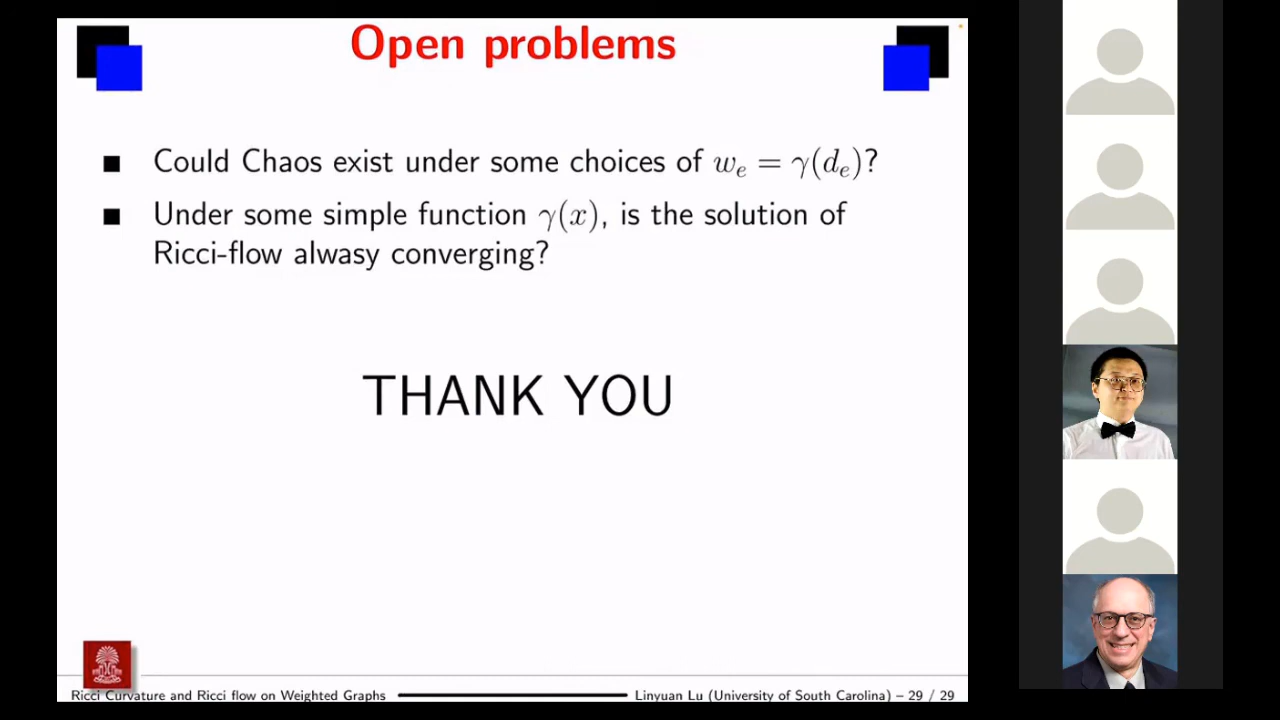 Open problems
Could Chaos exist under some choices of wₑ = γ(dₑ)?
Under some simple function γ(x), is the solution of
Ricci-flow alwasy converging?
THANK YOU
Ricci Curvature and Ricci flow on Weighted Graphs
Linyuan Lu (University of South Carolina) – 29 / 29